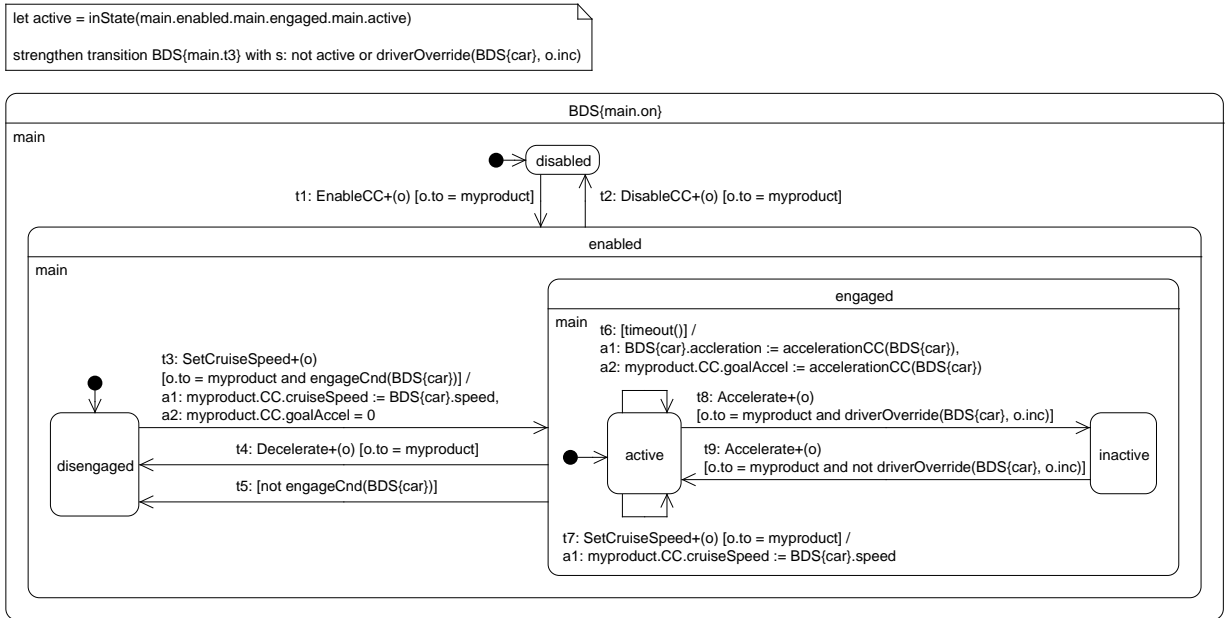 let active = inState(main.enabled.main.engaged.main.active)
strengthen transition BDS{main.t3} with s: not active or driverOverride(BDS{car}, o.inc)
BDS{main.on}
main
disabled
t1: EnableCC+(o) [o.to = myproduct]
t2: DisableCC+(o) [o.to = myproduct]
enabled
main
engaged
main
t6: [timeout()] /
a1: BDS{car}.accleration := accelerationCC(BDS{car}),
a2: myproduct.CC.goalAccel := accelerationCC(BDS{car})
t3: SetCruiseSpeed+(o)
[o.to = myproduct and engageCnd(BDS{car})] /
a1: myproduct.CC.cruiseSpeed := BDS{car}.speed,
a2: myproduct.CC.goalAccel = 0
t8: Accelerate+(o)
[o.to = myproduct and driverOverride(BDS{car}, o.inc)]
t4: Decelerate+(o) [o.to = myproduct]
t9: Accelerate+(o)
[o.to = myproduct and not driverOverride(BDS{car}, o.inc)]
disengaged
active
inactive
t5: [not engageCnd(BDS{car})]
t7: SetCruiseSpeed+(o) [o.to = myproduct] /
a1: myproduct.CC.cruiseSpeed := BDS{car}.speed